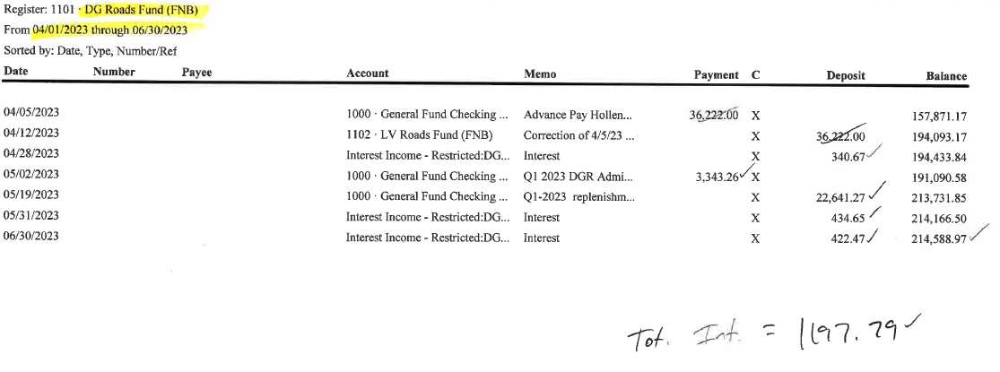 Register: 1101 · DG Roads Fund (FNB)
From 04/01/2023 through 06/30/2023
Sorted by: Date, Type, Number/Ref
Date Number Payee Account Memo Payment C Deposit Balance
04/05/2023 1000 · General Fund Checking ... Advance Pay Hollen... 36,222.00 X 157,871.17
04/12/2023 1102 · LV Roads Fund (FNB) Correction of 4/5/23 ... X 36,222.00 194,093.17
04/28/2023 Interest Income - Restricted:DG... Interest X 340.67 194,433.84
05/02/2023 1000 · General Fund Checking ... Q1 2023 DGR Admi... 3,343.26 X 191,090.58
05/19/2023 1000 · General Fund Checking ... Q1-2023 replenishm... X 22,641.27 213,731.85
05/31/2023 Interest Income - Restricted:DG... Interest X 434.65 214,166.50
06/30/2023 Interest Income - Restricted:DG... Interest X 422.47 214,588.97
Tot. Int. = 1197.79